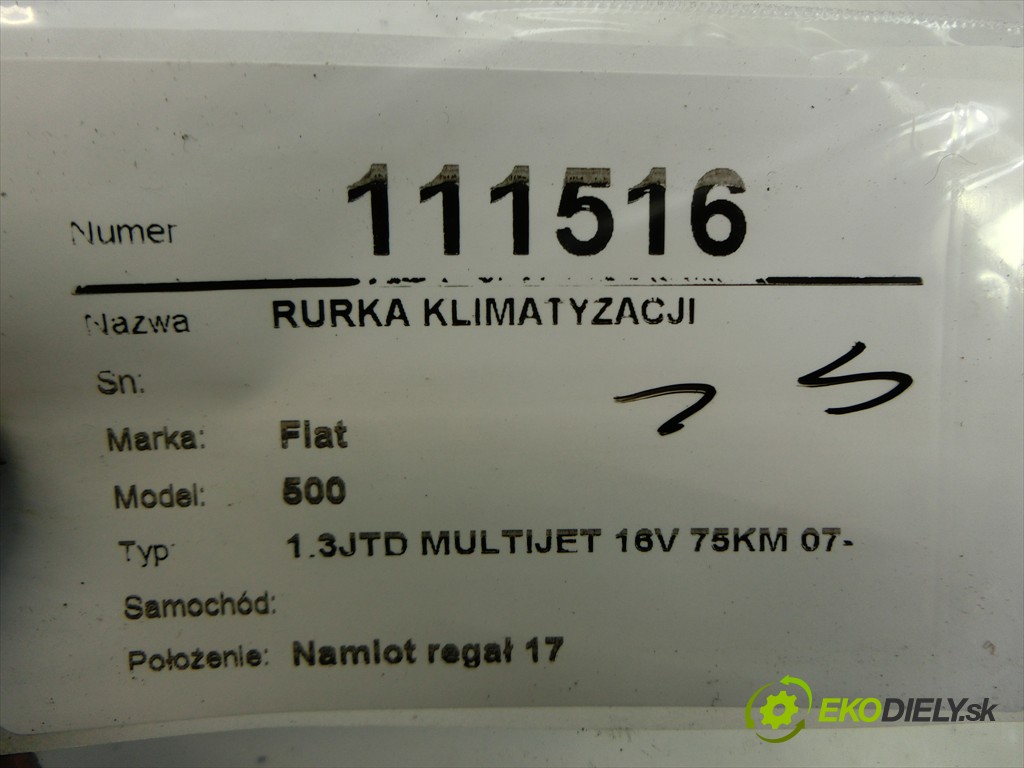 Numer 111516
Nazwa RURKA KLIMATYZACJI
Sn:
Marka: Fiat
Model: 500
Typ 1.3JTD MULTIJET 16V 75KM 07-
Samochód:
Położenie: Namiot regał 17
EKODIELY.sk